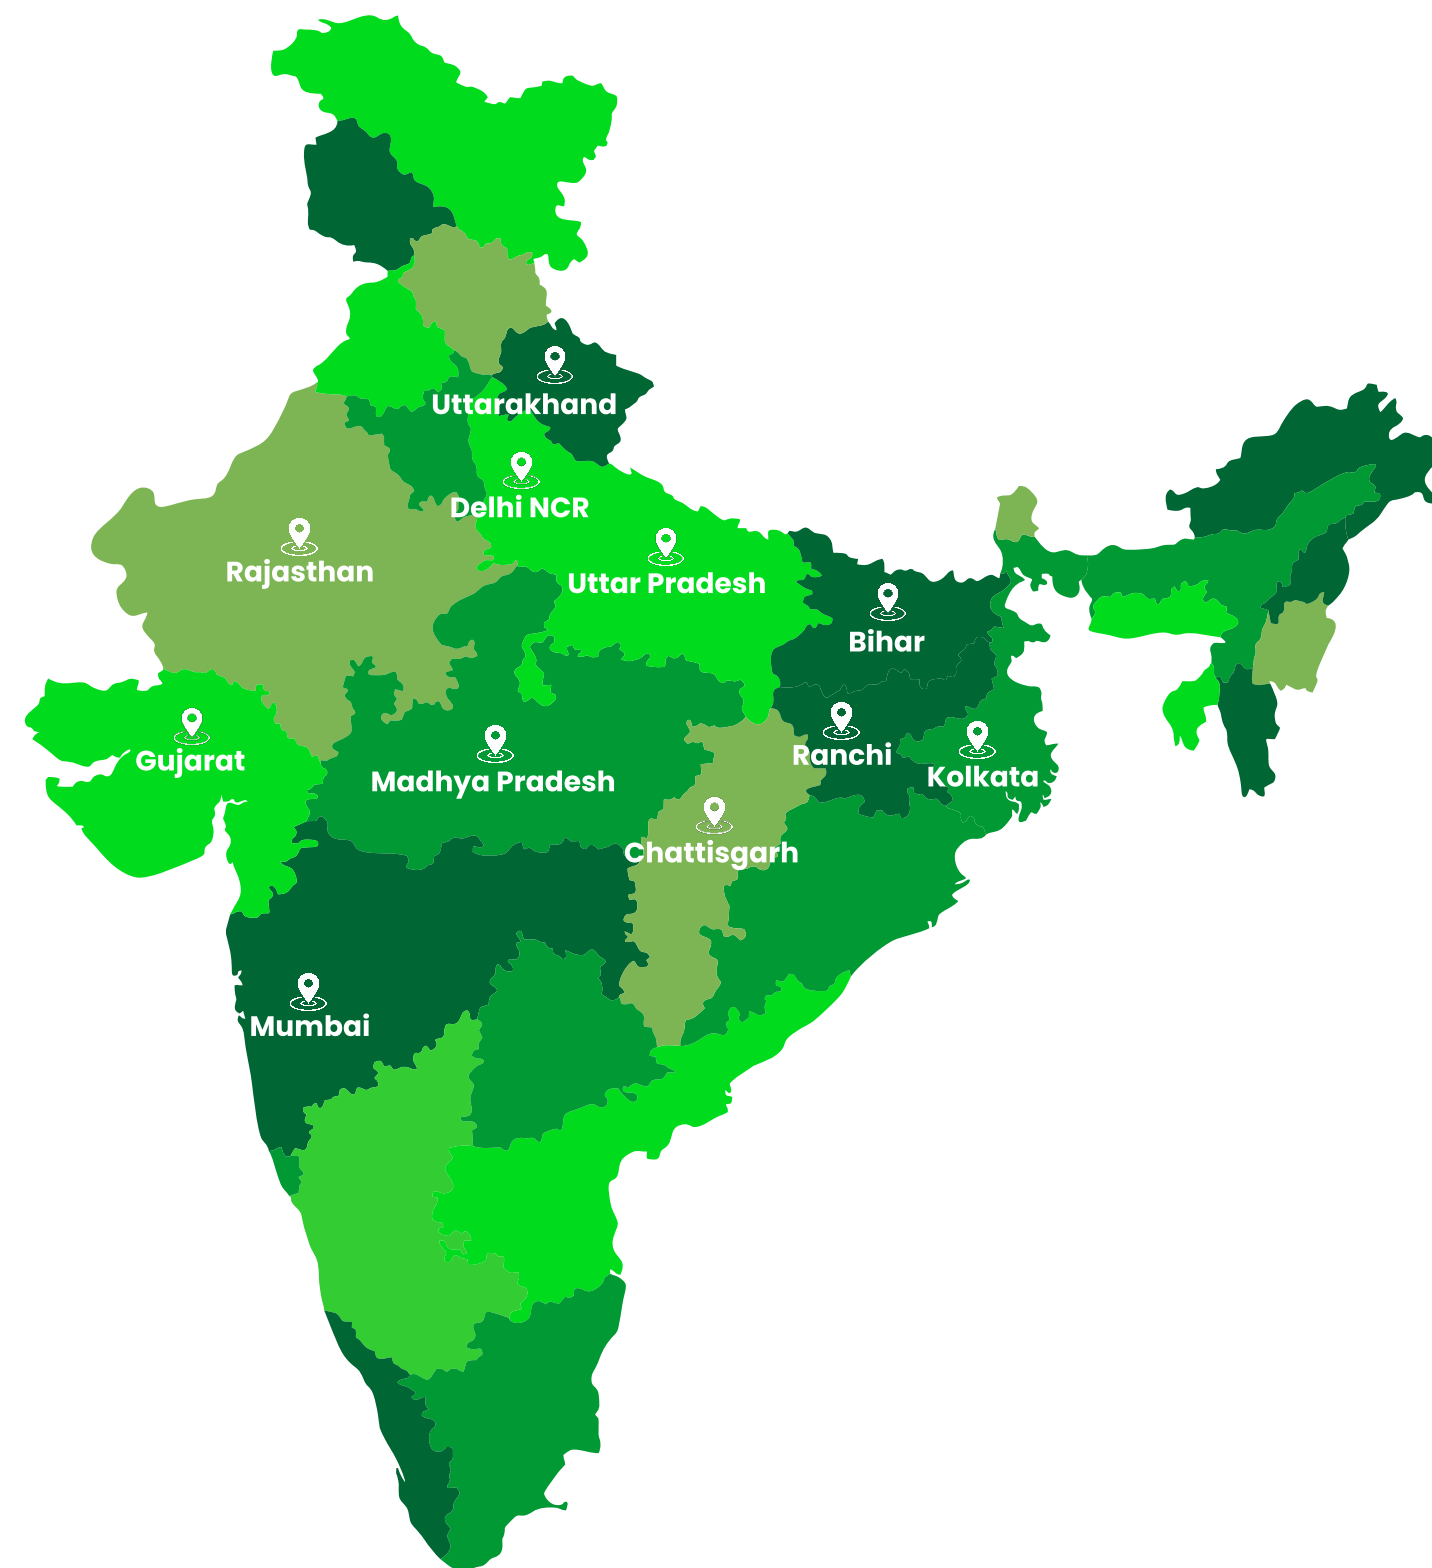 Uttarakhand
Delhi NCR
Rajasthan
Uttar Pradesh
Bihar
Gujarat
Madhya Pradesh
Ranchi
Kolkata
Chattisgarh
Mumbai